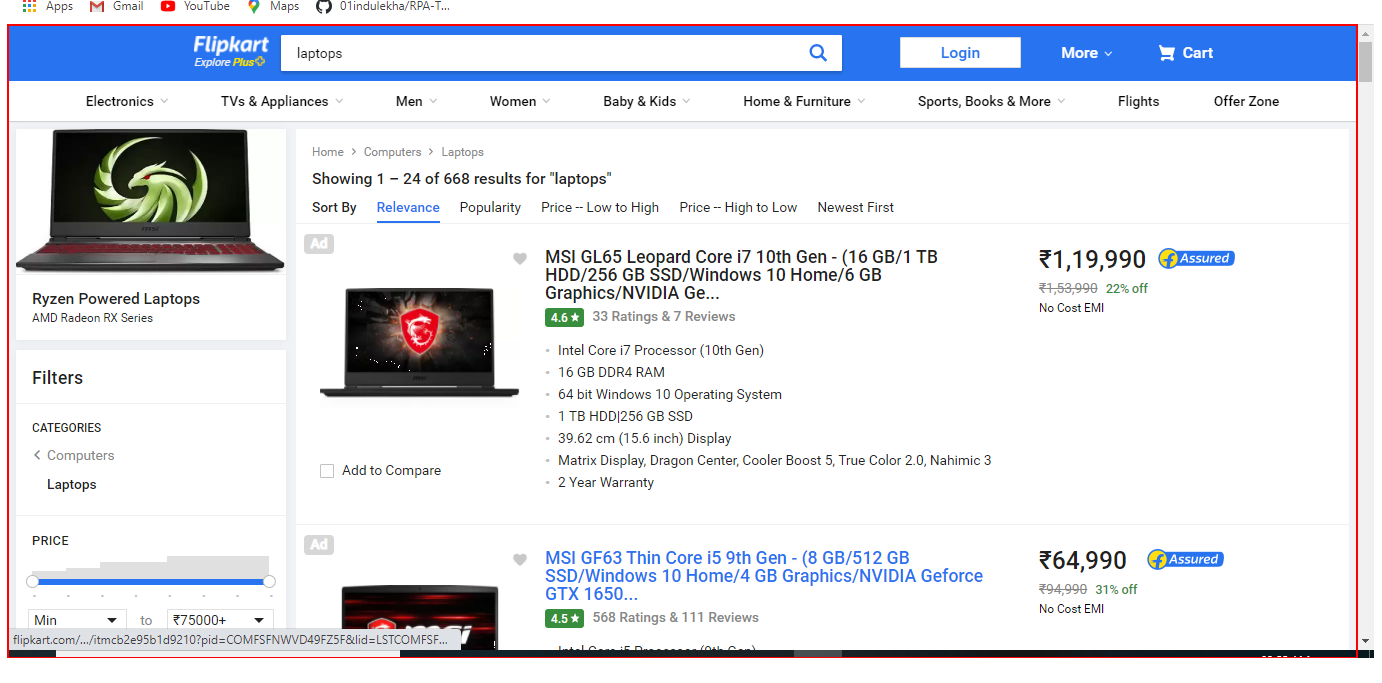 Apps Gmail YouTube Maps 01indulekha/RPA-T...
Flipkart
Explore Plus
laptops
Login More Cart
Electronics TVs & Appliances Men Women Baby & Kids Home & Furniture Sports, Books & More Flights Offer Zone
Ryzen Powered Laptops
AMD Radeon RX Series
Filters
CATEGORIES
Computers
Laptops
PRICE
Min to ₹75000+
flipkart.com/.../itmcb2e95b1d9210?pid=COMFSFNWVD49FZ5F&lid=LSTCOMFSF...
Home > Computers > Laptops
Showing 1 – 24 of 668 results for "laptops"
Sort By Relevance Popularity Price -- Low to High Price -- High to Low Newest First
Ad
Add to Compare
MSI GL65 Leopard Core i7 10th Gen - (16 GB/1 TB
HDD/256 GB SSD/Windows 10 Home/6 GB
Graphics/NVIDIA Ge...
4.6★ 33 Ratings & 7 Reviews
Intel Core i7 Processor (10th Gen)
16 GB DDR4 RAM
64 bit Windows 10 Operating System
1 TB HDD|256 GB SSD
39.62 cm (15.6 inch) Display
Matrix Display, Dragon Center, Cooler Boost 5, True Color 2.0, Nahimic 3
2 Year Warranty
₹1,19,990 Assured
₹1,53,990 22% off
No Cost EMI
Ad
msi
MSI GF63 Thin Core i5 9th Gen - (8 GB/512 GB
SSD/Windows 10 Home/4 GB Graphics/NVIDIA Geforce
GTX 1650...
4.5★ 568 Ratings & 111 Reviews
Intel Core i5 Processor (9th Gen)
₹64,990 Assured
₹94,990 31% off
No Cost EMI